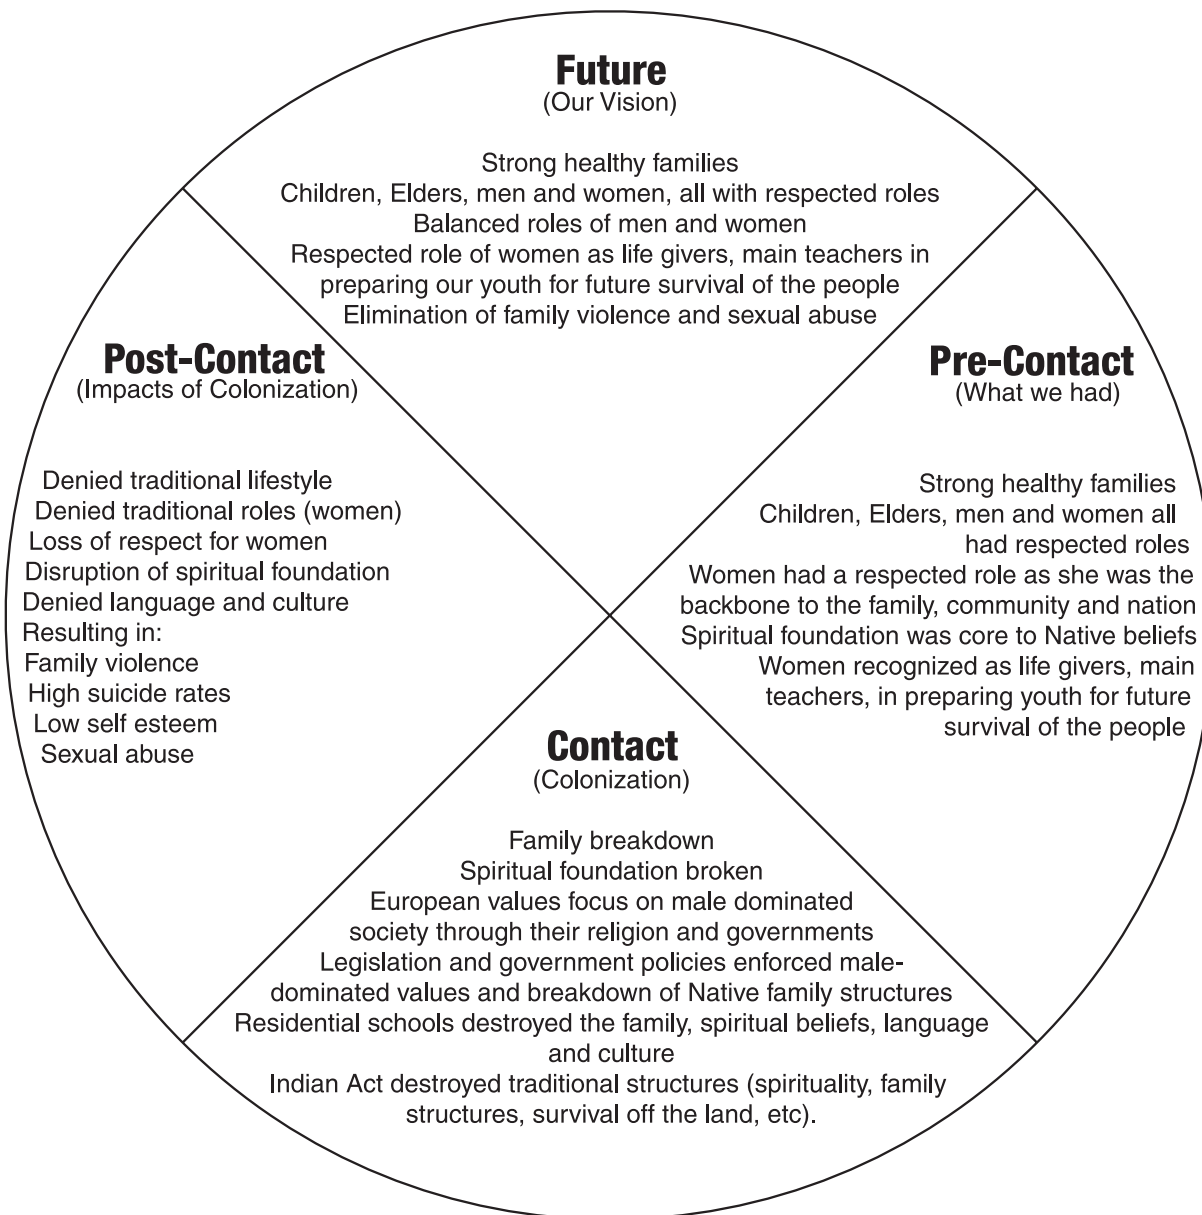 Future
(Our Vision)
Strong healthy families
Children, Elders, men and women, all with respected roles
Balanced roles of men and women
Respected role of women as life givers, main teachers in
preparing our youth for future survival of the people
Elimination of family violence and sexual abuse
Post-Contact
(Impacts of Colonization)
Denied traditional lifestyle
Denied traditional roles (women)
Loss of respect for women
Disruption of spiritual foundation
Denied language and culture
Resulting in:
Family violence
High suicide rates
Low self esteem
Sexual abuse
Pre-Contact
(What we had)
Strong healthy families
Children, Elders, men and women all
had respected roles
Women had a respected role as she was the
backbone to the family, community and nation
Spiritual foundation was core to Native beliefs
Women recognized as life givers, main
teachers, in preparing youth for future
survival of the people
Contact
(Colonization)
Family breakdown
Spiritual foundation broken
European values focus on male dominated
society through their religion and governments
Legislation and government policies enforced male-
dominated values and breakdown of Native family structures
Residential schools destroyed the family, spiritual beliefs, language
and culture
Indian Act destroyed traditional structures (spirituality, family
structures, survival off the land, etc).